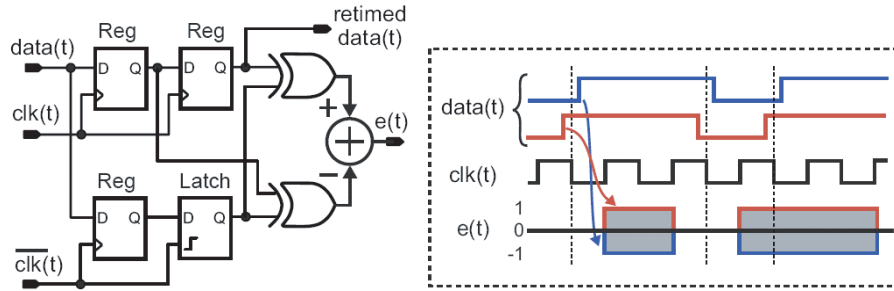 Reg
Reg
retimed
data(t)
data(t)
D Q
D Q
clk(t)
+
e(t)
−
Reg
Latch
D Q
D Q
clk(t)
data(t)
clk(t)
e(t)
1
0
-1